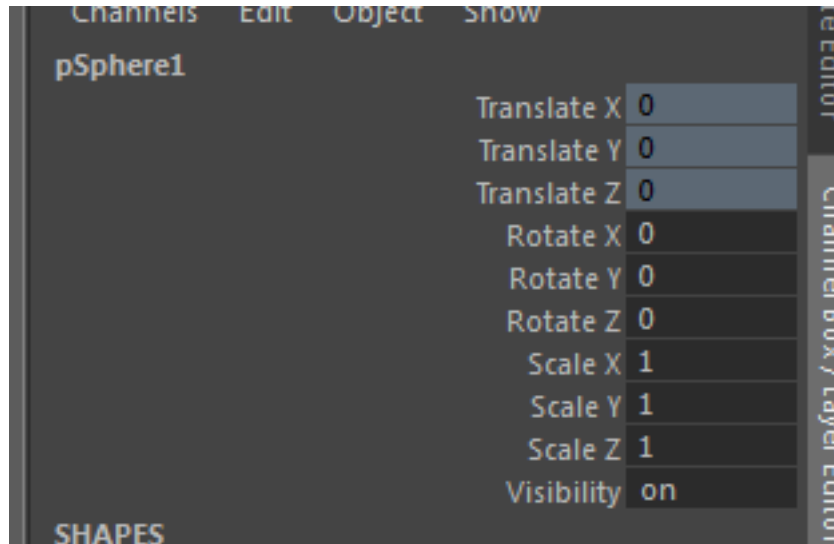 Channels Edit Object Show
pSphere1
Translate X 0
Translate Y 0
Translate Z 0
Rotate X 0
Rotate Y 0
Rotate Z 0
Scale X 1
Scale Y 1
Scale Z 1
Visibility on
SHAPES
Editor
Channel Box / Layer Editor